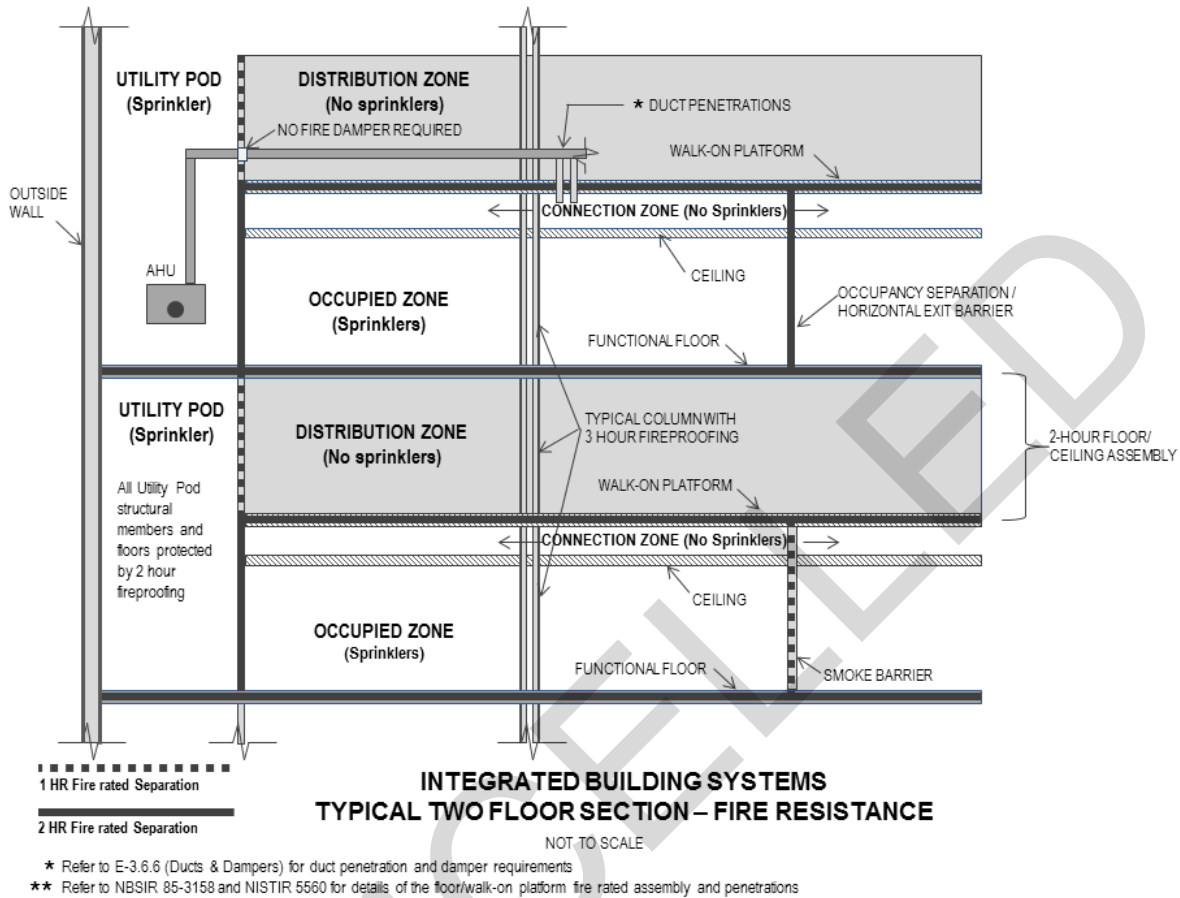 UTILITY POD
(Sprinkler)
DISTRIBUTION ZONE
(No sprinklers)
* DUCT PENETRATIONS
NO FIRE DAMPER REQUIRED
WALK-ON PLATFORM
OUTSIDE
WALL
CONNECTION ZONE (No Sprinklers)
AHU
CEILING
OCCUPIED ZONE
(Sprinklers)
OCCUPANCY SEPARATION /
HORIZONTAL EXIT BARRIER
FUNCTIONAL FLOOR
UTILITY POD
(Sprinkler)
DISTRIBUTION ZONE
(No sprinklers)
TYPICAL COLUMN WITH
3 HOUR FIREPROOFING
2-HOUR FLOOR/
CEILING ASSEMBLY
All Utility Pod
structural
members and
floors protected
by 2 hour
fireproofing
WALK-ON PLATFORM
CONNECTION ZONE (No Sprinklers)
CEILING
OCCUPIED ZONE
(Sprinklers)
FUNCTIONAL FLOOR
SMOKE BARRIER
1 HR Fire rated Separation
2 HR Fire rated Separation
INTEGRATED BUILDING SYSTEMS
TYPICAL TWO FLOOR SECTION – FIRE RESISTANCE
NOT TO SCALE
* Refer to E-3.6.6 (Ducts & Dampers) for duct penetration and damper requirements
** Refer to NBSIR 85-3158 and NISTIR 5560 for details of the floor/walk-on platform fire rated assembly and penetrations
CELLED